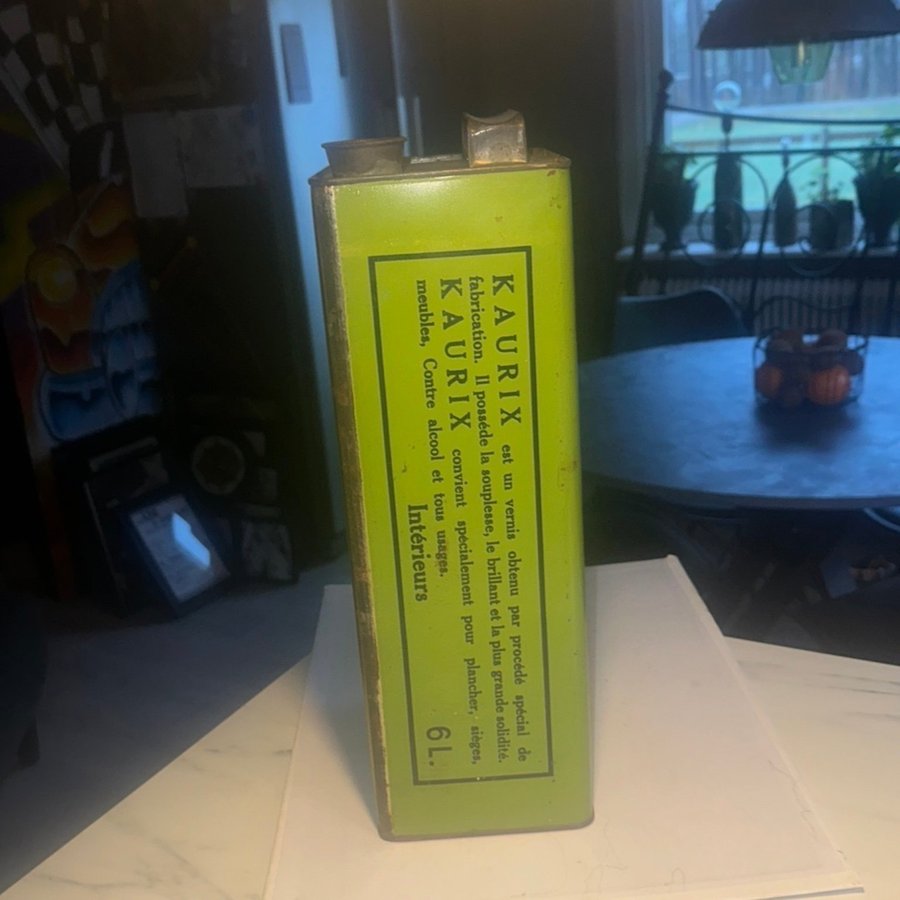 KAURIX est un vernis obtenu par procédé spécial de
fabrication. Il posséde la souplesse, le brillant et la plus grande solidité.
KAURIX convient spécialement pour plancher, sièges,
meubles, Contre alcool et tous usages.
Intérieurs
6 L.